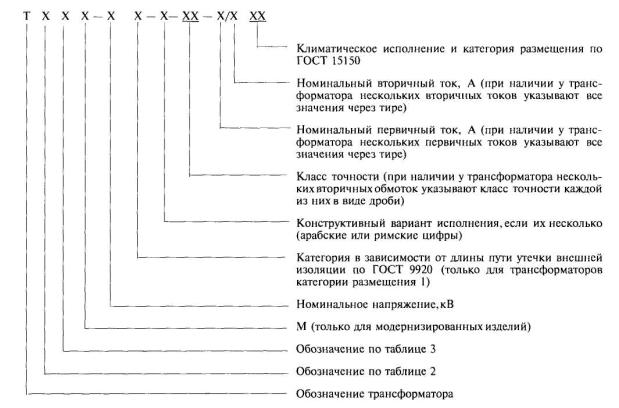 Т Х Х Х – Х Х – Х – ХХ – Х/Х ХХ
Климатическое исполнение и категория размещения по
ГОСТ 15150
Номинальный вторичный ток, А (при наличии у транс-
форматора нескольких вторичных токов указывают все
значения через тире)
Номинальный первичный ток, А (при наличии у транс-
форматора нескольких первичных токов указывают все
значения через тире)
Класс точности (при наличии у трансформатора несколь-
ких вторичных обмоток указывают класс точности каждой
из них в виде дроби)
Конструктивный вариант исполнения, если их несколько
(арабские или римские цифры)
Категория в зависимости от длины пути утечки внешней
изоляции по ГОСТ 9920 (только для трансформаторов
категории размещения 1)
Номинальное напряжение, кВ
М (только для модернизированных изделий)
Обозначение по таблице 3
Обозначение по таблице 2
Обозначение трансформатора